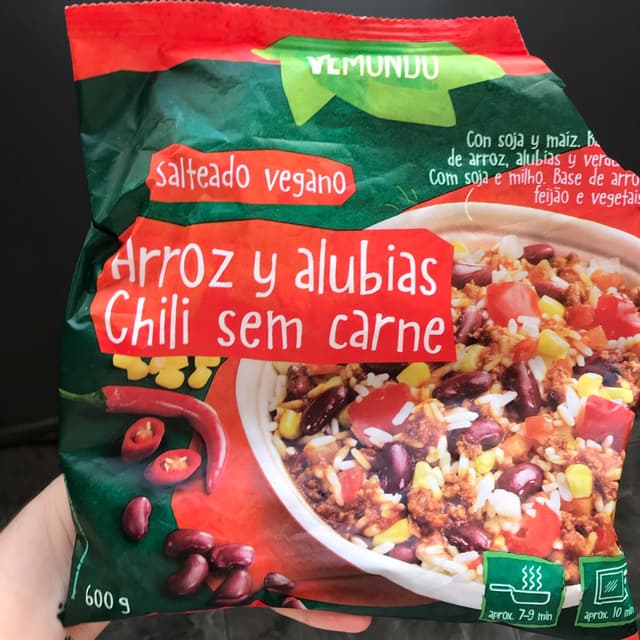 VEMONDO
Con soja y maíz.
de arroz, alubias y
Com soja e milho. Base de
feijão e vegetais
salteado vegano
Arroz y alubias
Chili sem carne
600 g
aprox. 7-9 min
aprox. 10